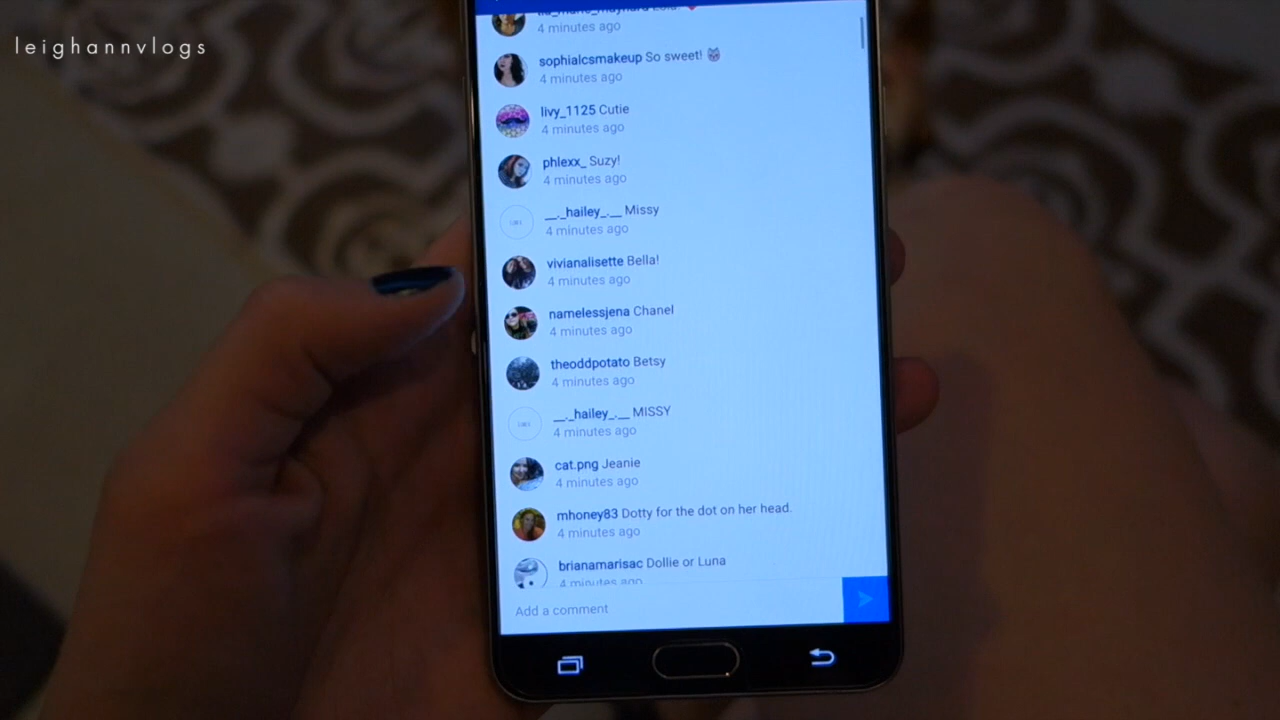 leighannvlogs
4 minutes ago
sophialcsmakeup So sweet! 😻
4 minutes ago
livy_1125 Cutie
4 minutes ago
phlexx_ Suzy!
4 minutes ago
__._hailey_.__ Missy
4 minutes ago
vivianalisette Bella!
4 minutes ago
namelessjena Chanel
4 minutes ago
theoddpotato Betsy
4 minutes ago
__._hailey_.__ MISSY
4 minutes ago
cat.png Jeanie
4 minutes ago
mhoney83 Dotty for the dot on her head.
4 minutes ago
brianamarisac Dollie or Luna
4 minutes ago
Add a comment